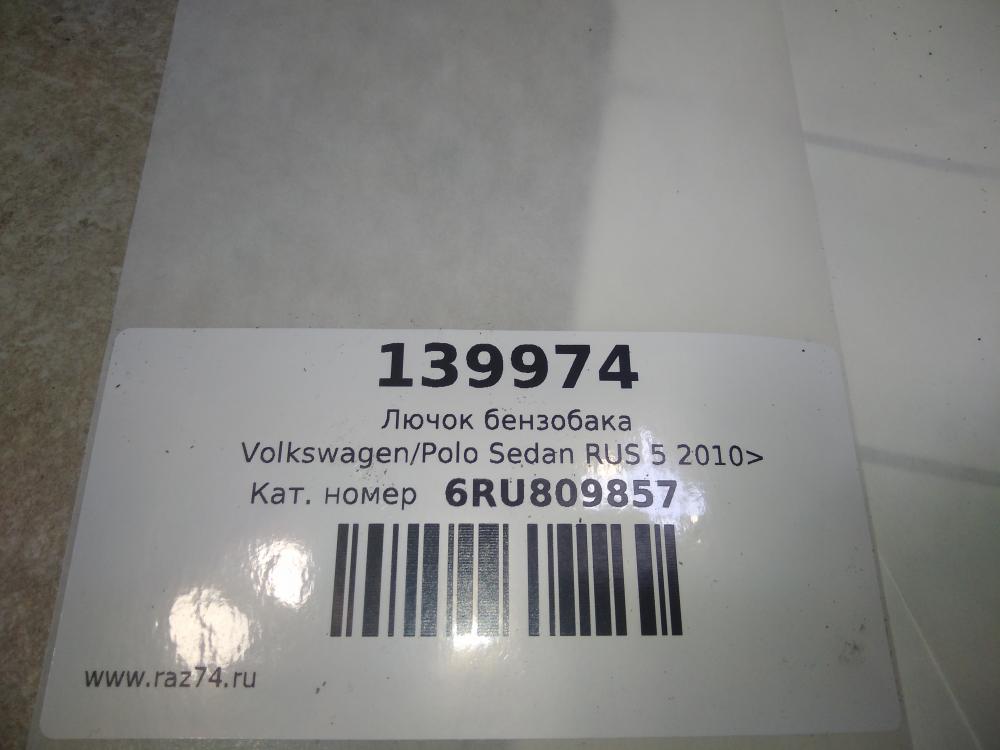 139974
Лючок бензобака
Volkswagen/Polo Sedan RUS 5 2010>
Кат. номер 6RU809857
www.raz74.ru